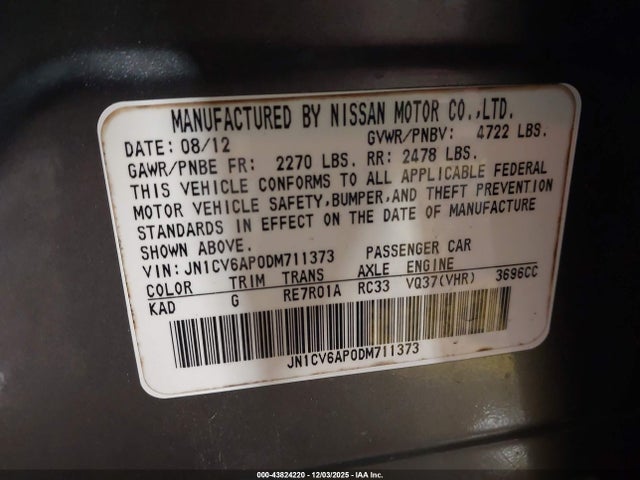 MANUFACTURED BY NISSAN MOTOR CO.,LTD.
DATE: 08/12 GVWR/PNBV: 4722 LBS.
GAWR/PNBE FR: 2270 LBS. RR: 2478 LBS.
THIS VEHICLE CONFORMS TO ALL APPLICABLE FEDERAL
MOTOR VEHICLE SAFETY,BUMPER,AND THEFT PREVENTION
STANDARDS IN EFFECT ON THE DATE OF MANUFACTURE
SHOWN ABOVE.
VIN: JN1CV6AP0DM711373 PASSENGER CAR
COLOR TRIM TRANS AXLE ENGINE
KAD G RE7R01A RC33 VQ37(VHR) 3696CC
JN1CV6AP0DM711373
000-43824220 - 12/03/2025 - IAA Inc.